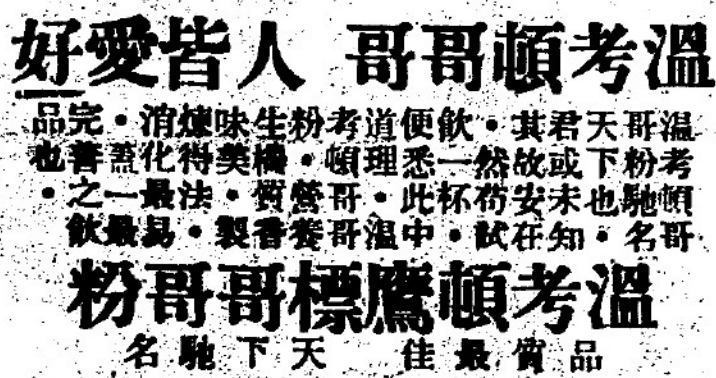 溫考頓哥哥 人皆愛好
溫考頓哥
哥粉馳名
天下也・
君或未知
其故安在
・然苟試
飲一杯・
便悉此中
道理・溫
考頓哥哥
粉・營養
生機質香
味美・製
煉得法・
消化最易
・蓋一最
完善之飲
品也・
溫考頓鷹標哥哥粉
品質最佳 天下馳名